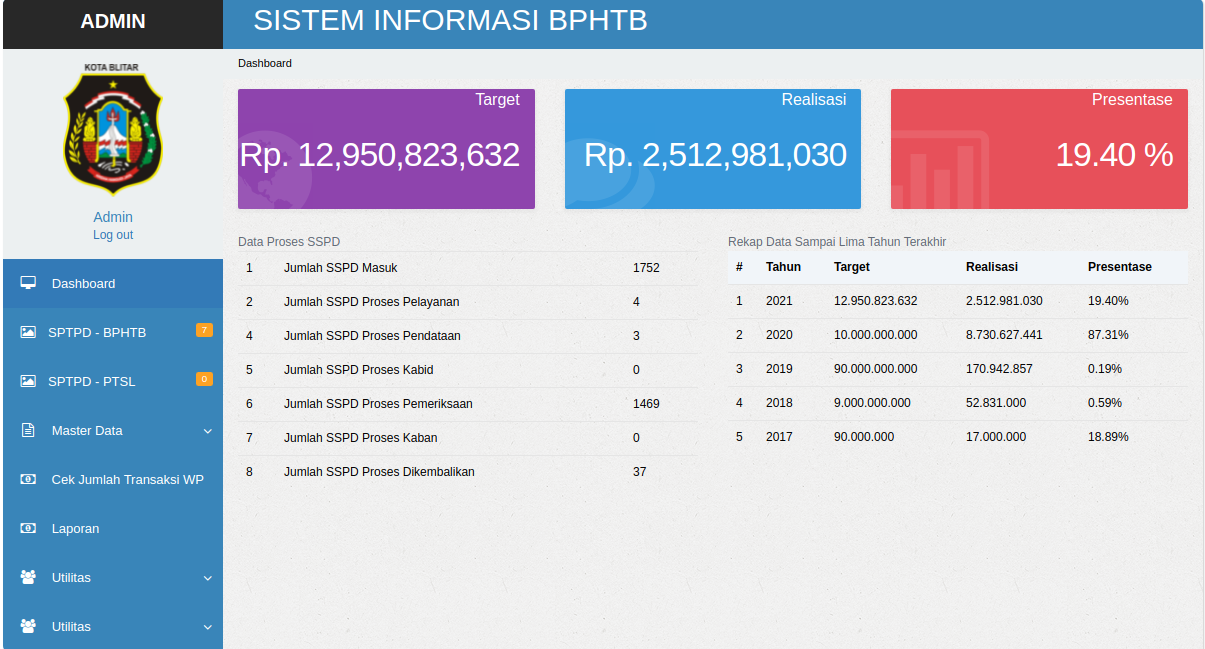 ADMIN
SISTEM INFORMASI BPHTB
KOTA BLITAR
Admin
Log out
Dashboard
SPTPD - BPHTB 7
SPTPD - PTSL 0
Master Data
Cek Jumlah Transaksi WP
Laporan
Utilitas
Utilitas
Dashboard
Target
Rp. 12,950,823,632
Realisasi
Rp. 2,512,981,030
Presentase
19.40 %
Data Proses SSPD
1 Jumlah SSPD Masuk 1752
2 Jumlah SSPD Proses Pelayanan 4
4 Jumlah SSPD Proses Pendataan 3
5 Jumlah SSPD Proses Kabid 0
6 Jumlah SSPD Proses Pemeriksaan 1469
7 Jumlah SSPD Proses Kaban 0
8 Jumlah SSPD Proses Dikembalikan 37
Rekap Data Sampai Lima Tahun Terakhir
# Tahun Target Realisasi Presentase
1 2021 12.950.823.632 2.512.981.030 19.40%
2 2020 10.000.000.000 8.730.627.441 87.31%
3 2019 90.000.000.000 170.942.857 0.19%
4 2018 9.000.000.000 52.831.000 0.59%
5 2017 90.000.000 17.000.000 18.89%